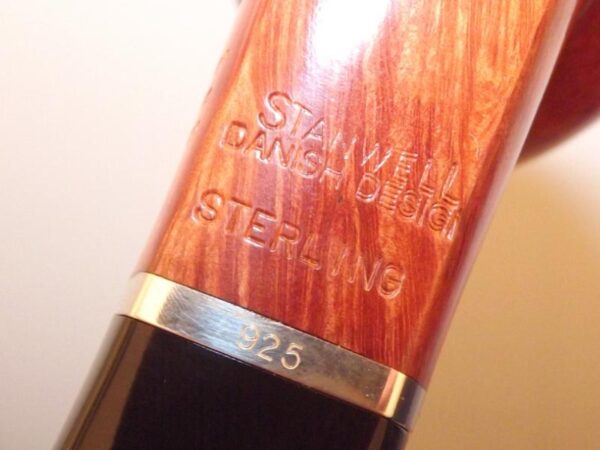 STANWELL
DANISH DESIGN
STERLING
925